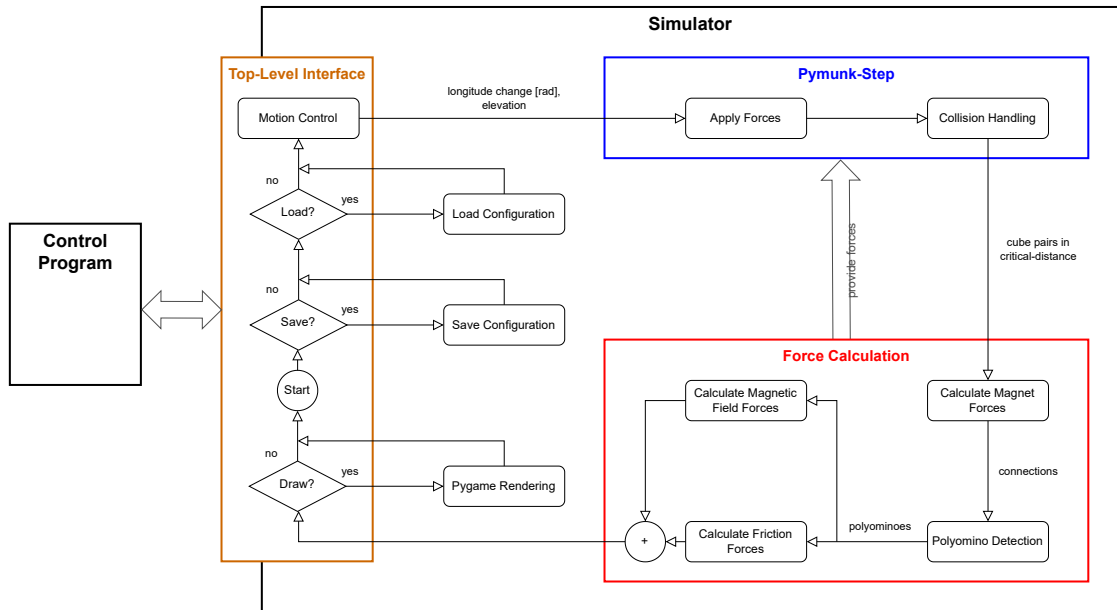 Simulator
Top-Level Interface
Pymunk-Step
longitude change [rad],
elevation
Motion Control
Apply Forces
Collision Handling
no
yes
Load?
Load Configuration
Control
Program
provide forces
cube pairs in
critical-distance
no
yes
Save?
Save Configuration
Force Calculation
Start
Calculate Magnetic
Field Forces
Calculate Magnet
Forces
no
yes
Draw?
Pygame Rendering
connections
polyominoes
+
Calculate Friction
Forces
Polyomino Detection